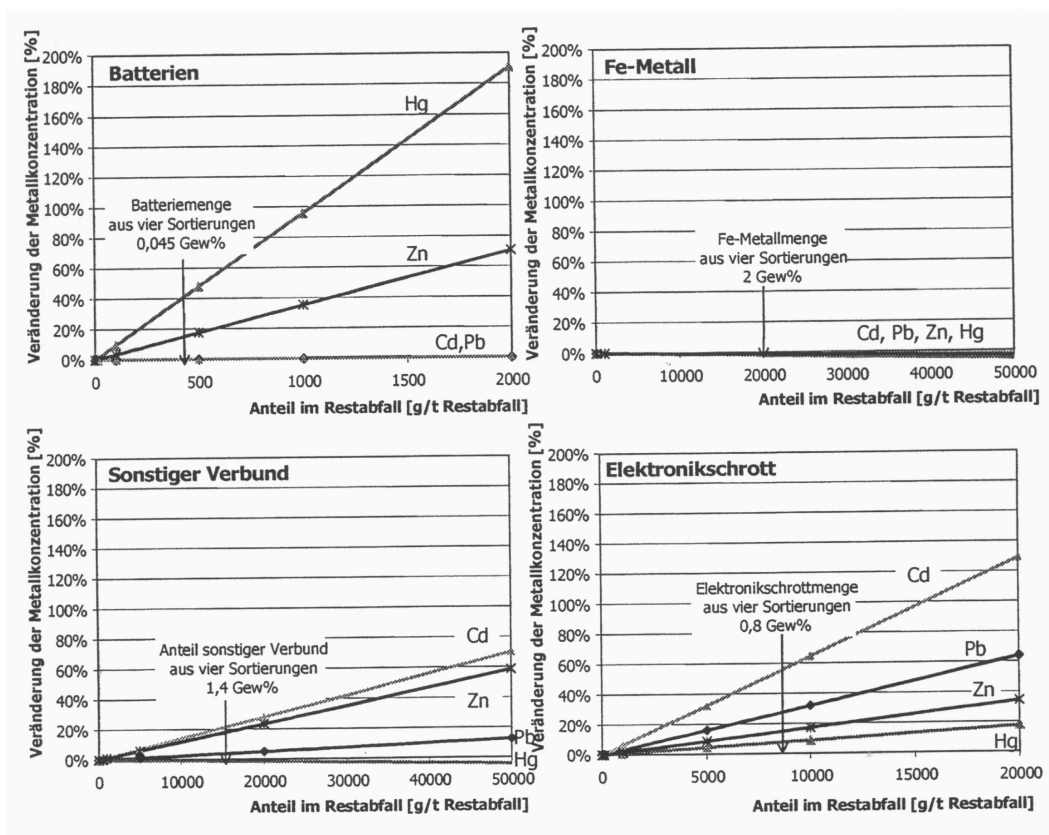 Veränderung der Metallkonzentration [%]
200%
180%
160%
140%
120%
100%
80%
60%
40%
20%
0%
Batterien
Hg
Batteriemenge
aus vier Sortierungen
0,045 Gew%
Zn
Cd,Pb
0 500 1000 1500 2000
Anteil im Restabfall [g/t Restabfall]
Veränderung der Metallkonzentration [%]
200%
180%
160%
140%
120%
100%
80%
60%
40%
20%
0%
Fe-Metall
Fe-Metallmenge
aus vier Sortierungen
2 Gew%
Cd, Pb, Zn, Hg
0 10000 20000 30000 40000 50000
Anteil im Restabfall [g/t Restabfall]
Veränderung der Metallkonzentration [%]
200%
180%
160%
140%
120%
100%
80%
60%
40%
20%
0%
Sonstiger Verbund
Anteil sonstiger Verbund
aus vier Sortierungen
1,4 Gew%
Cd
Zn
Pb
Hg
0 10000 20000 30000 40000 50000
Anteil im Restabfall [g/t Restabfall]
Veränderung der Metallkonzentration [%]
200%
180%
160%
140%
120%
100%
80%
60%
40%
20%
0%
Elektronikschrott
Elektronikschrottmenge
aus vier Sortierungen
0,8 Gew%
Cd
Pb
Zn
Hg
0 5000 10000 15000 20000
Anteil im Restabfall [g/t Restabfall]